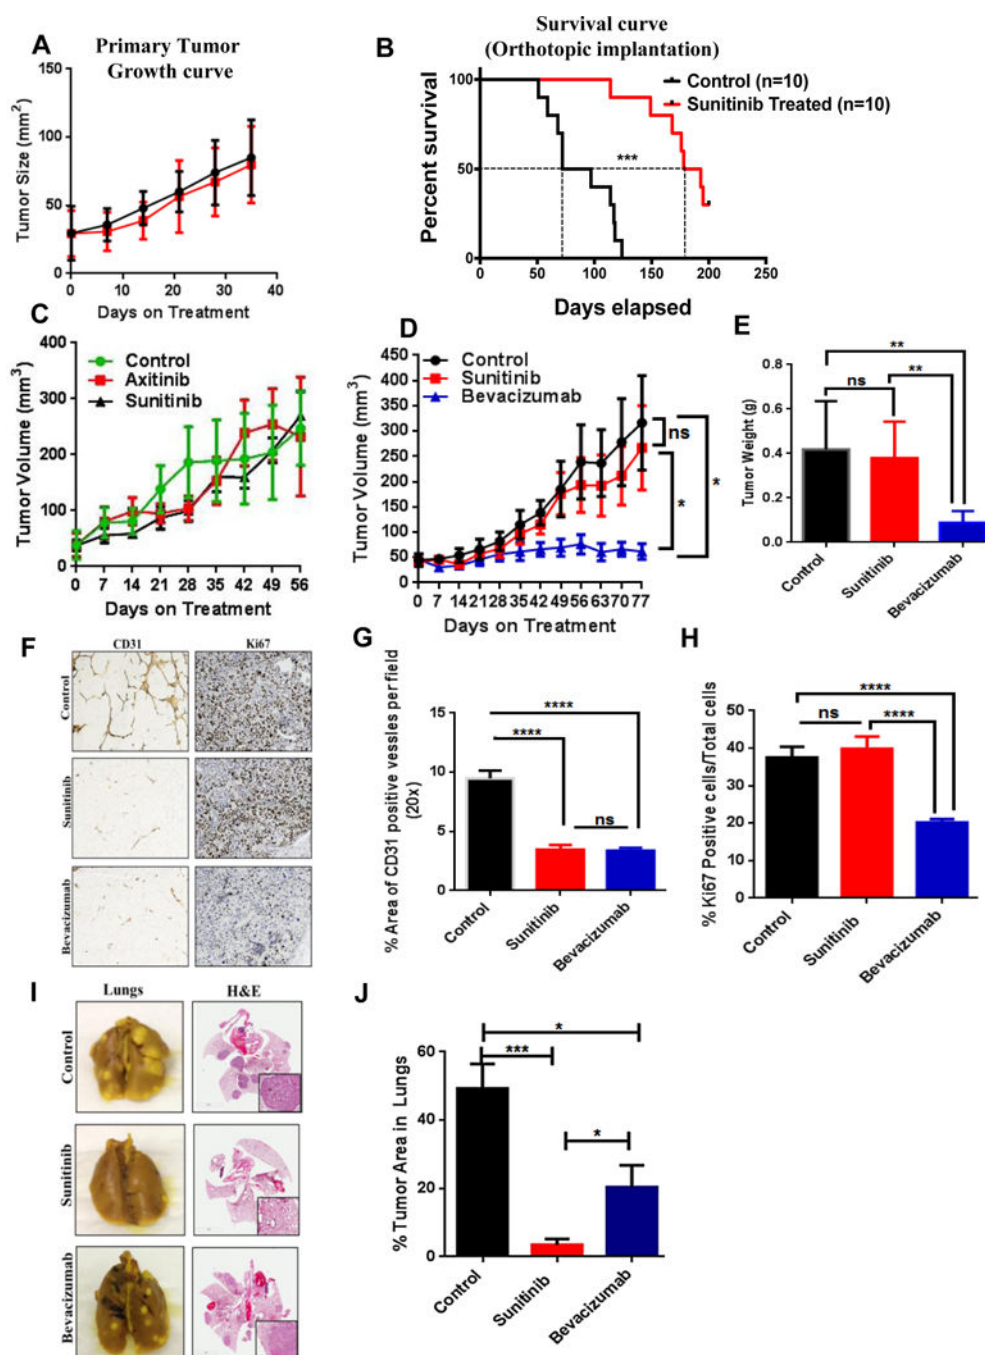 A
Primary Tumor
Growth curve
Tumor Size (mm²)
150
100
50
0
0 10 20 30 40
Days on Treatment
B
Survival curve
(Orthotopic implantation)
Percent survival
100
50
0
Control (n=10)
Sunitinib Treated (n=10)
***
0 50 100 150 200 250
Days elapsed
C
Tumor Volume (mm³)
400
300
200
100
0
Control
Axitinib
Sunitinib
0 7 14 21 28 35 42 49 56
Days on Treatment
D
Tumor Volume (mm³)
450
400
350
300
250
200
150
100
50
0
Control
Sunitinib
Bevacizumab
ns
*
*
0 7 14 21 28 35 42 49 56 63 70 77
Days on Treatment
E
Tumor Weight (g)
0.8
0.6
0.4
0.2
0.0
**
ns
**
Control
Sunitinib
Bevacizumab
F
CD31
Ki67
Control
Sunitinib
Bevacizumab
G
% Area of CD31 positive vessles per field
(20x)
15
10
5
0
****
****
ns
Control
Sunitinib
Bevacizumab
H
% Ki67 Positive cells/Total cells
50
40
30
20
10
0
****
ns
****
Control
Sunitinib
Bevacizumab
I
Lungs
H&E
Control
Sunitinib
Bevacizumab
J
% Tumor Area in Lungs
60
40
20
0
*
***
*
Control
Sunitinib
Bevacizumab